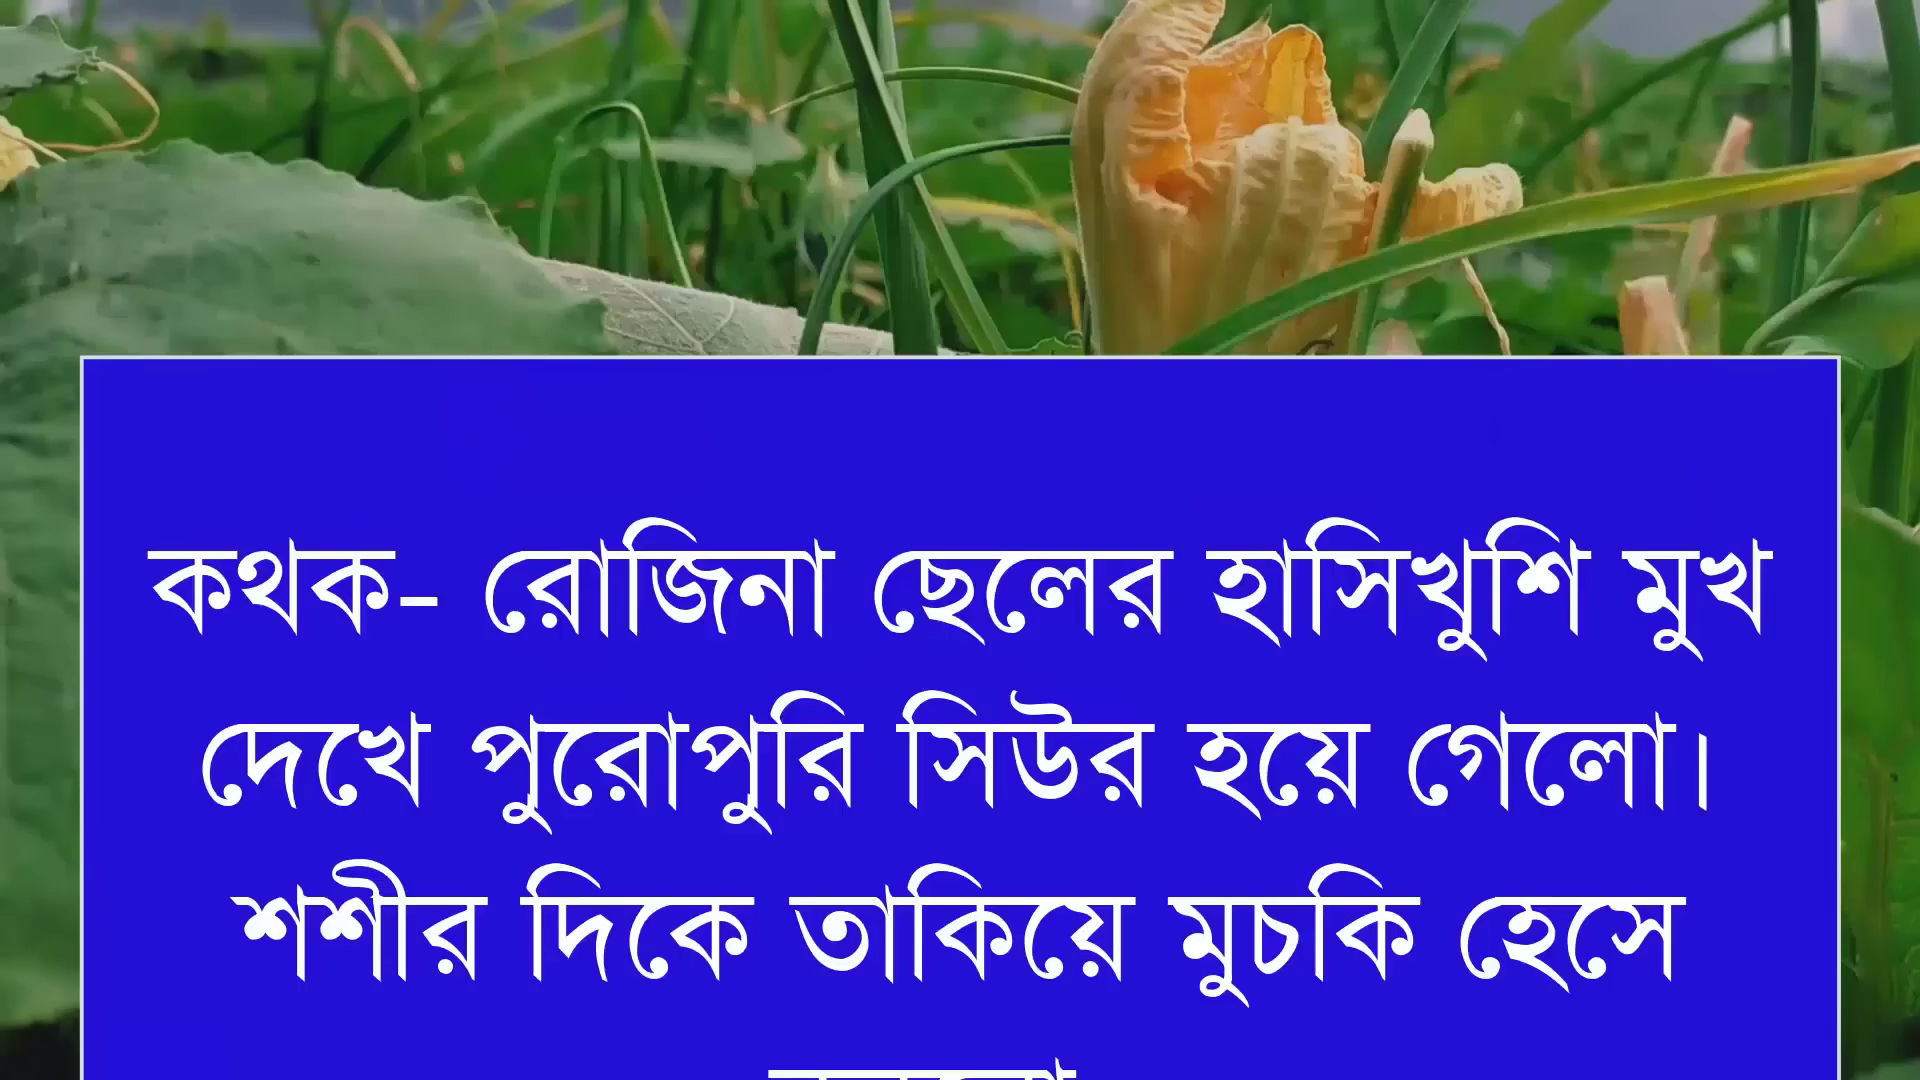 কথক- রোজিনা ছেলের হাসিখুশি মুখ
দেখে পুরোপুরি সিউর হয়ে গেলো।
শশীর দিকে তাকিয়ে মুচকি হেসে